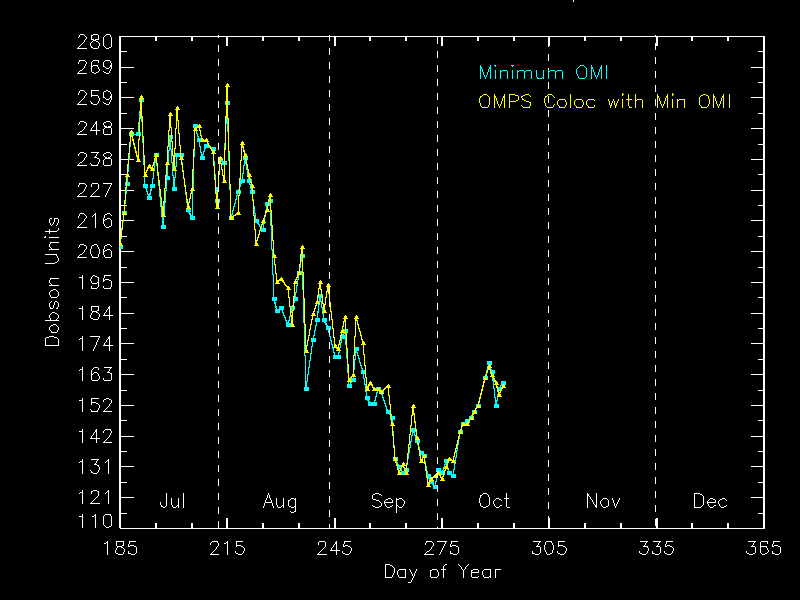 280
269
Minimum OMI
259
OMPS Coloc with Min OMI
248
238
227
216
206
195
184
174
163
152
142
131
121
110
Dobson Units
Jul Aug Sep Oct Nov Dec
185 215 245 275 305 335 365
Day of Year